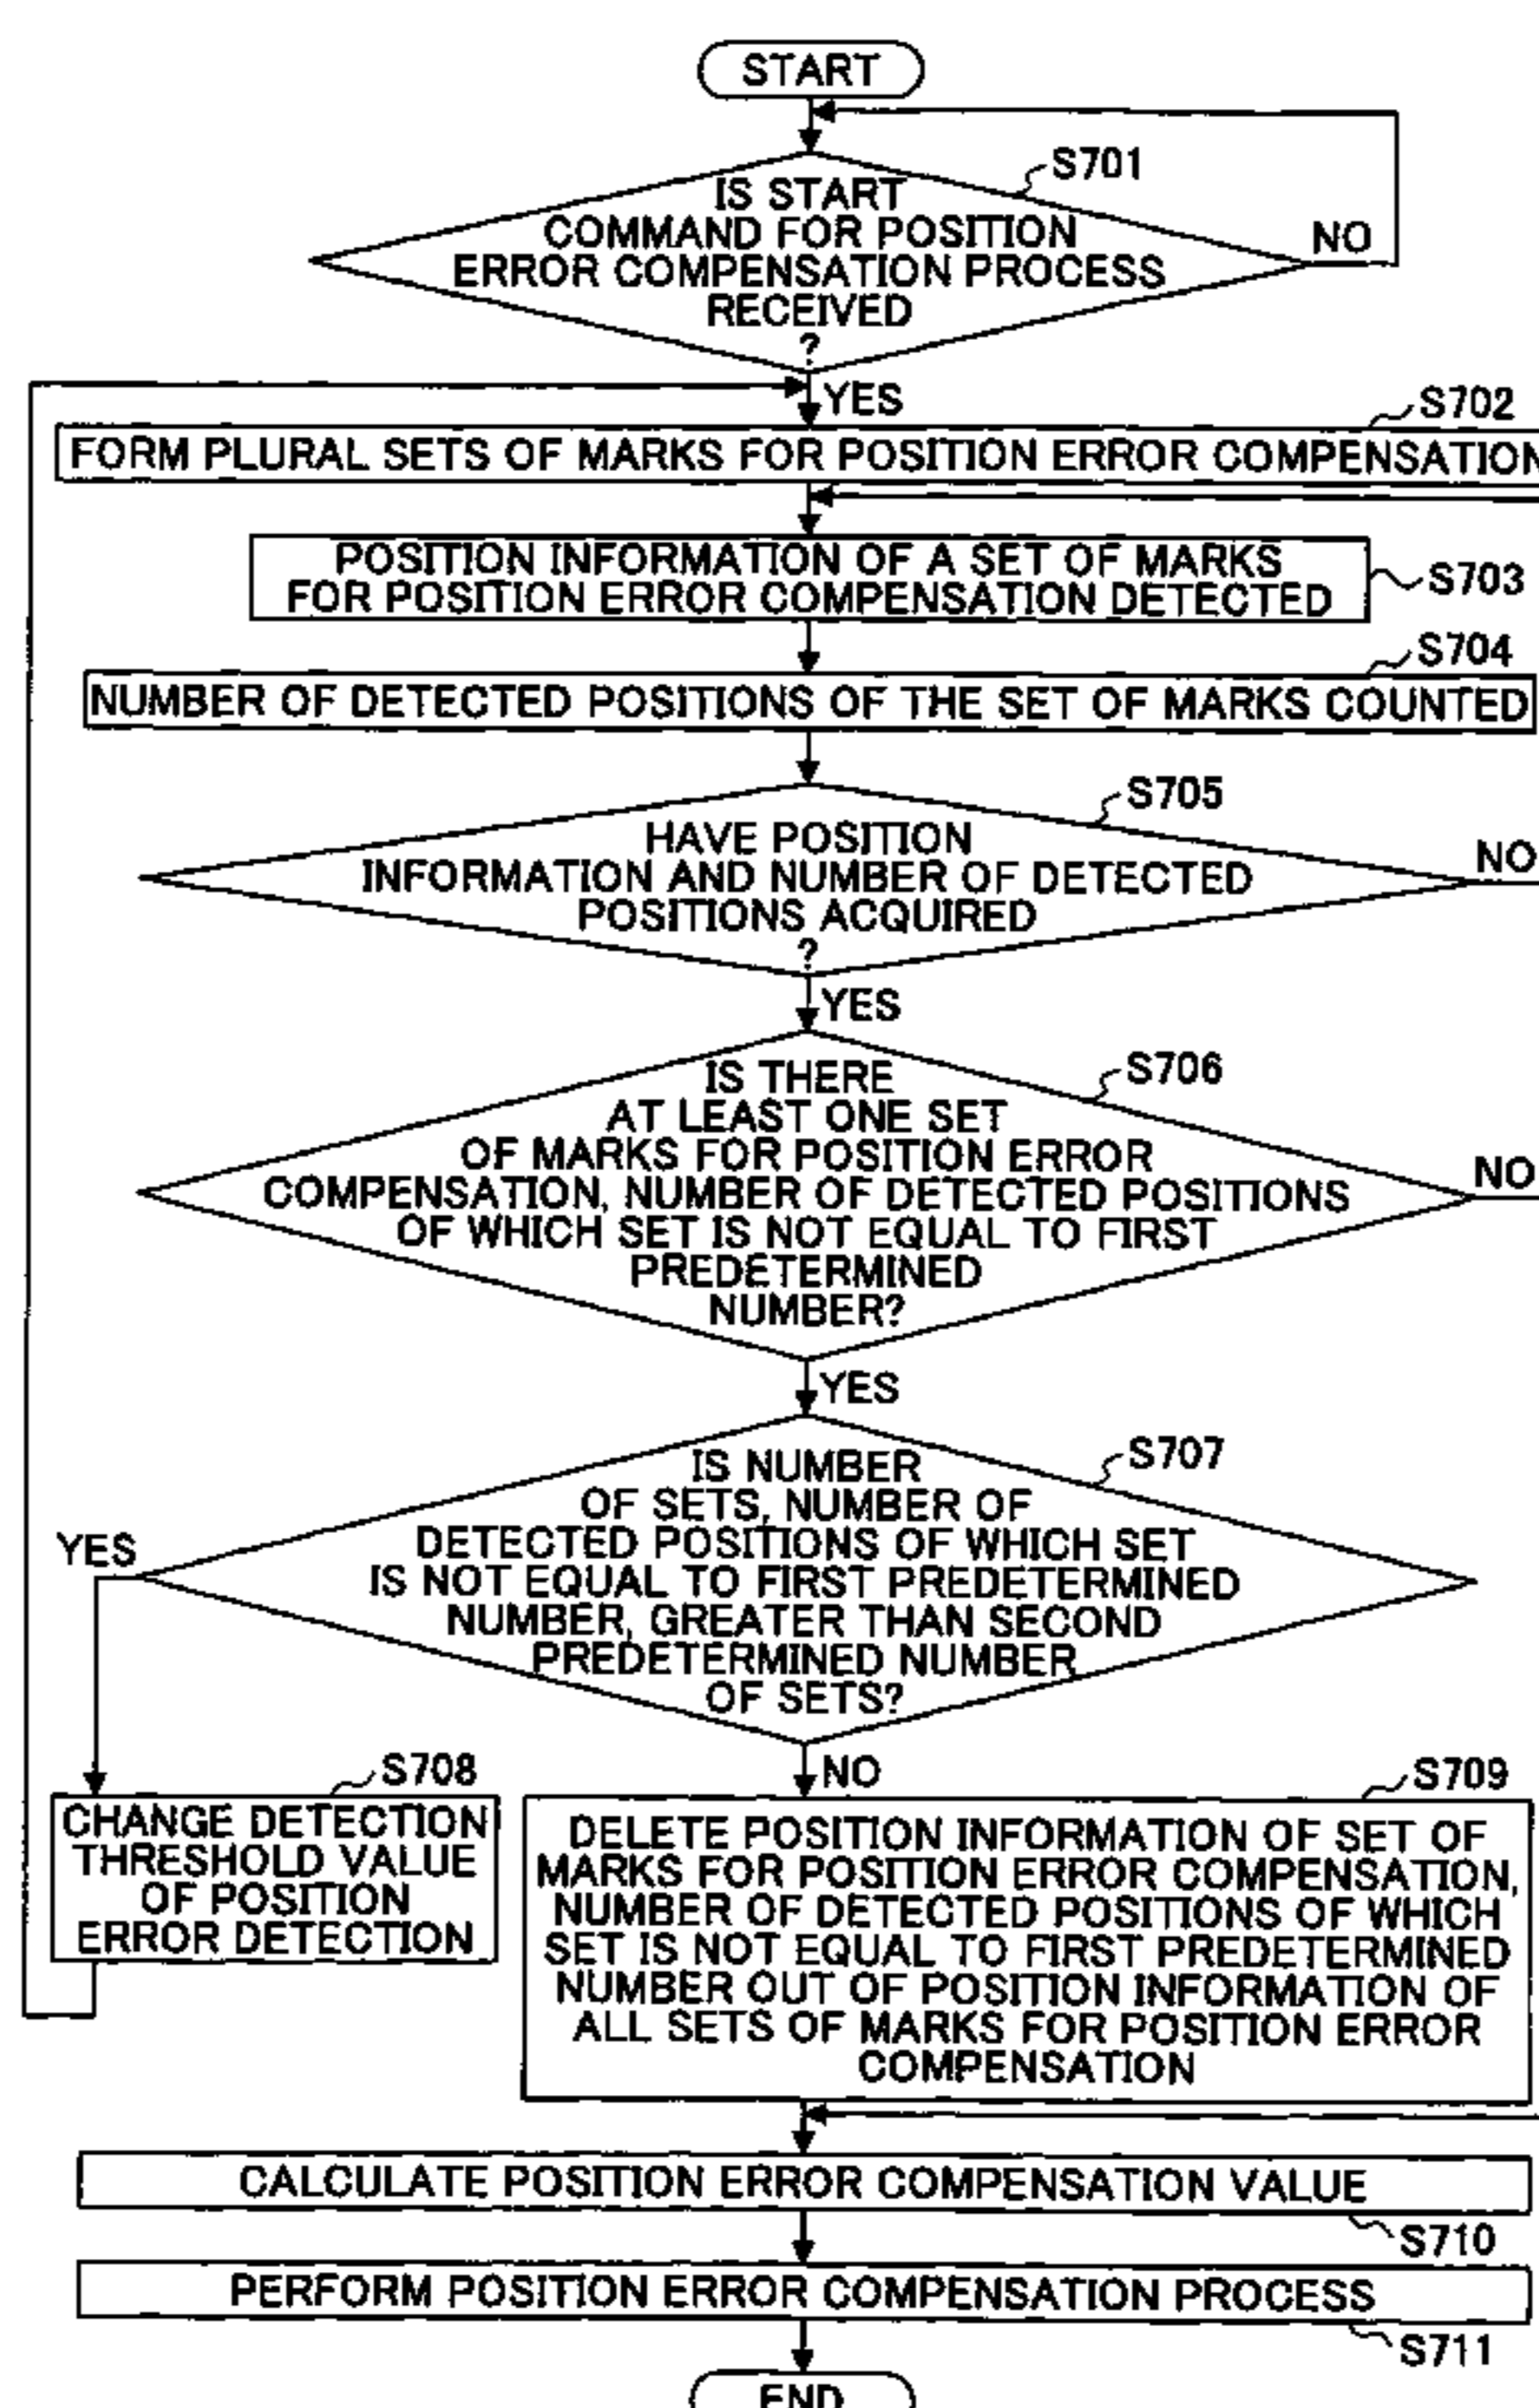 START
S701
IS START
COMMAND FOR POSITION
ERROR COMPENSATION PROCESS
RECEIVED
?
NO
YES
S702
FORM PLURAL SETS OF MARKS FOR POSITION ERROR COMPENSATION
POSITION INFORMATION OF A SET OF MARKS
FOR POSITION ERROR COMPENSATION DETECTED
S703
S704
NUMBER OF DETECTED POSITIONS OF THE SET OF MARKS COUNTED
S705
HAVE POSITION
INFORMATION AND NUMBER OF DETECTED
POSITIONS ACQUIRED
?
NO
YES
S706
IS THERE
AT LEAST ONE SET
OF MARKS FOR POSITION ERROR
COMPENSATION, NUMBER OF DETECTED POSITIONS
OF WHICH SET IS NOT EQUAL TO FIRST
PREDETERMINED
NUMBER?
NO
YES
S707
IS NUMBER
OF SETS, NUMBER OF
DETECTED POSITIONS OF WHICH SET
IS NOT EQUAL TO FIRST PREDETERMINED
NUMBER, GREATER THAN SECOND
PREDETERMINED NUMBER
OF SETS?
YES
NO
S708
CHANGE DETECTION
THRESHOLD VALUE
OF POSITION
ERROR DETECTION
S709
DELETE POSITION INFORMATION OF SET OF
MARKS FOR POSITION ERROR COMPENSATION,
NUMBER OF DETECTED POSITIONS OF WHICH
SET IS NOT EQUAL TO FIRST PREDETERMINED
NUMBER OUT OF POSITION INFORMATION OF
ALL SETS OF MARKS FOR POSITION ERROR
COMPENSATION
CALCULATE POSITION ERROR COMPENSATION VALUE
S710
PERFORM POSITION ERROR COMPENSATION PROCESS
S711
END